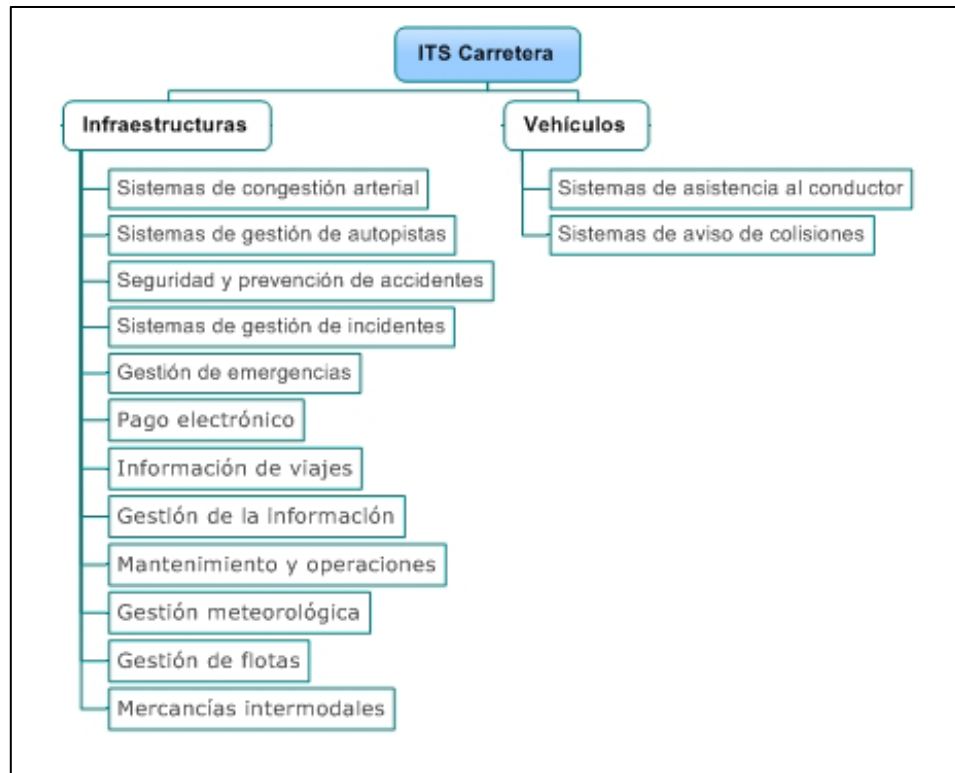 ITS Carretera
Infraestructuras
Vehículos
Sistemas de congestión arterial
Sistemas de gestión de autopistas
Seguridad y prevención de accidentes
Sistemas de gestión de incidentes
Gestión de emergencias
Pago electrónico
Información de viajes
Gestión de la información
Mantenimiento y operaciones
Gestión meteorológica
Gestión de flotas
Mercancías intermodales
Sistemas de asistencia al conductor
Sistemas de aviso de colisiones